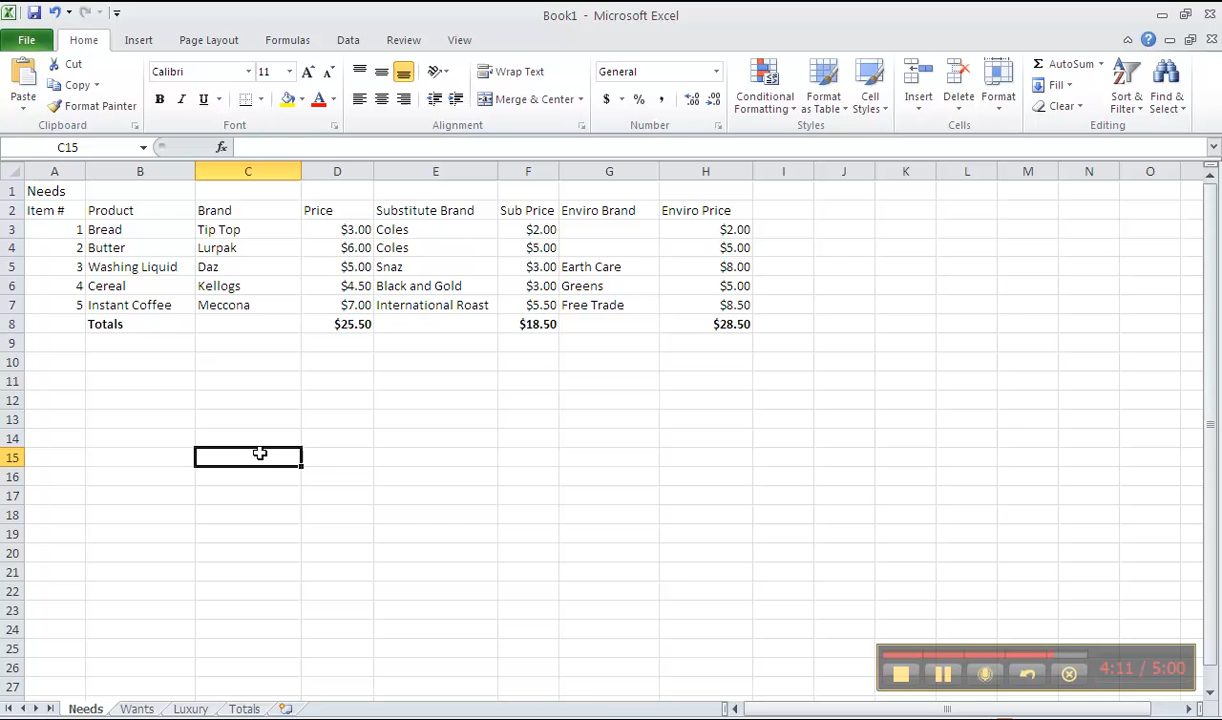 Book1 - Microsoft Excel
File Home Insert Page Layout Formulas Data Review View
Paste Cut Copy Format Painter Clipboard
Calibri 11 A A B I U A Font
Wrap Text Merge & Center Alignment
General $ % , .00 .0 Number
Conditional Formatting Format as Table Cell Styles Styles
Insert Delete Format Cells
Σ AutoSum Fill Clear Sort & Filter Find & Select Editing
C15 fx
A B C D E F G H I J K L M N O
1 Needs
2 Item # Product Brand Price Substitute Brand Sub Price Enviro Brand Enviro Price
3 1 Bread Tip Top $3.00 Coles $2.00 $2.00
4 2 Butter Lurpak $6.00 Coles $5.00 $5.00
5 3 Washing Liquid Daz $5.00 Snaz $3.00 Earth Care $8.00
6 4 Cereal Kellogs $4.50 Black and Gold $3.00 Greens $5.00
7 5 Instant Coffee Meccona $7.00 International Roast $5.50 Free Trade $8.50
8 Totals $25.50 $18.50 $28.50
9
10
11
12
13
14
15
16
17
18
19
20
21
22
23
24
25
26
27
4:11 / 5:00
Needs Wants Luxury Totals